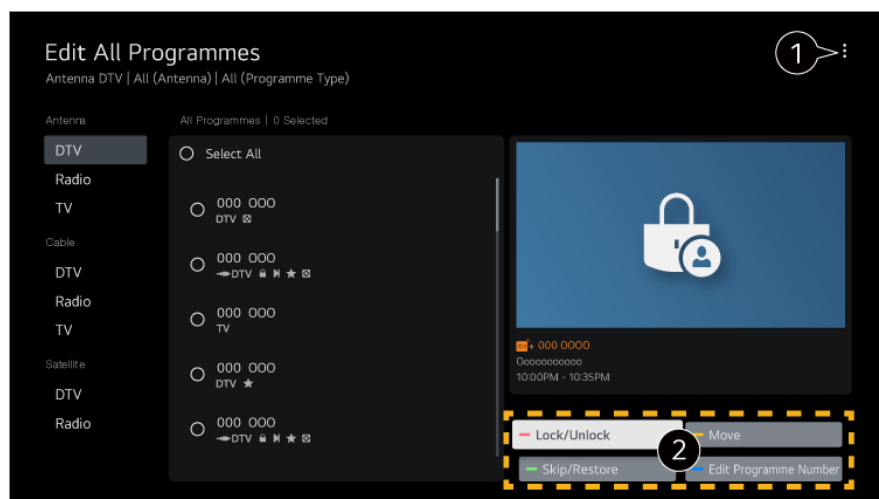 Edit All Programmes
Antenna DTV | All (Antenna) | All (Programme Type)
1
Antenna
All Programmes | 0 Selected
DTV
Radio
TV
Cable
DTV
Radio
TV
Satellite
DTV
Radio
Select All
000 000
DTV
000 000
DTV
000 000
TV
000 000
DTV
000 000
DTV
CH+ 000 0000
Oooooooooooo
10:00PM - 10:35PM
Lock/Unlock
Move
2
Skip/Restore
Edit Programme Number